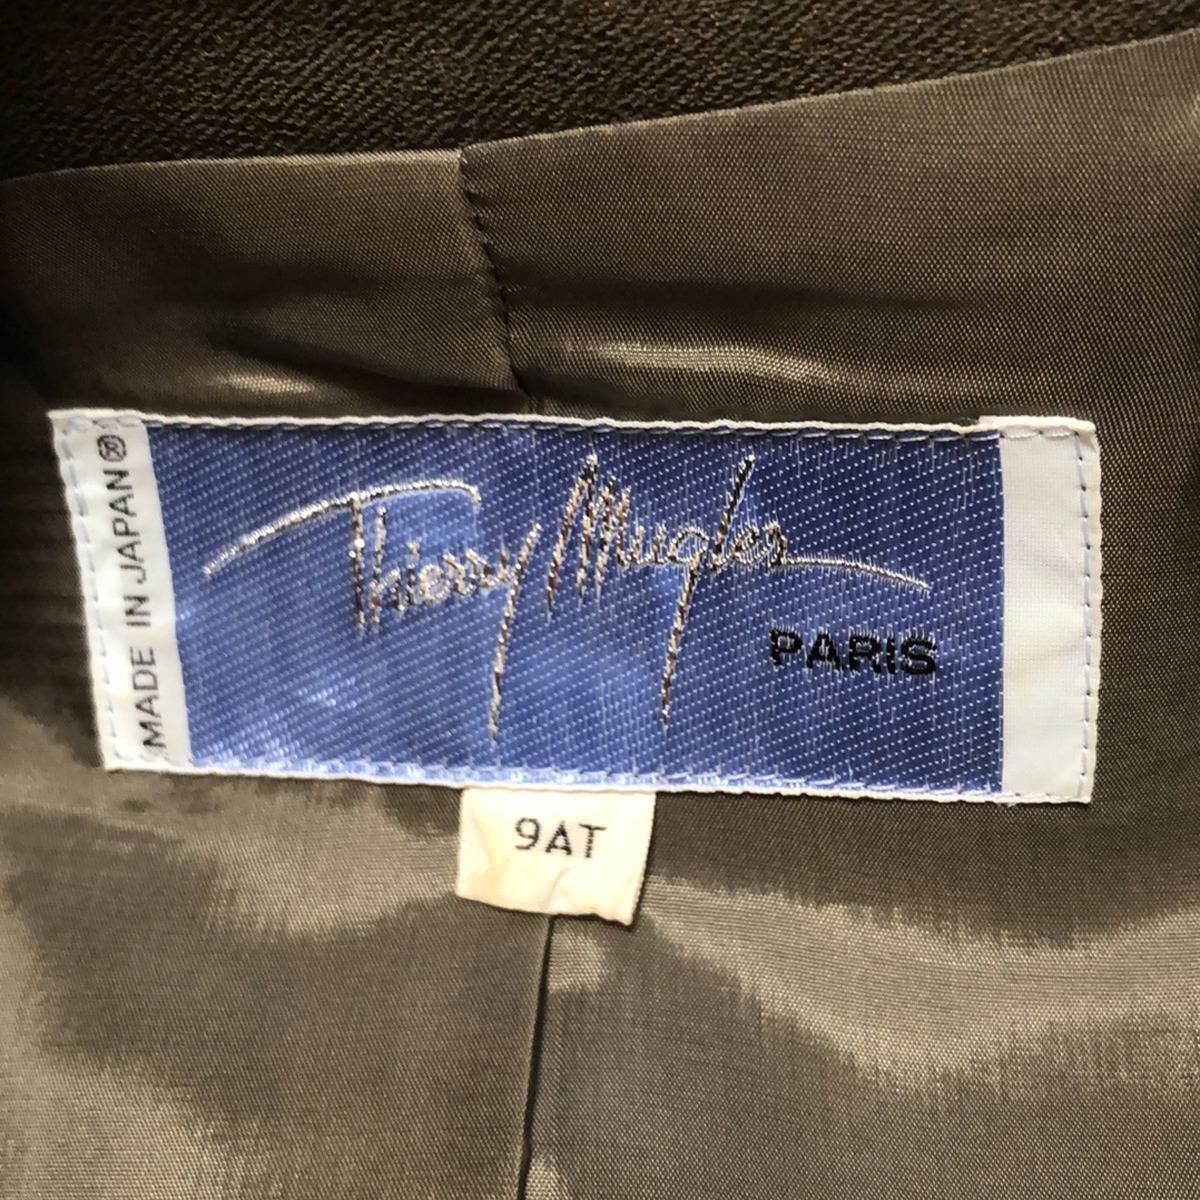 MADE IN JAPAN
Thierry Mugler
PARIS
9AT